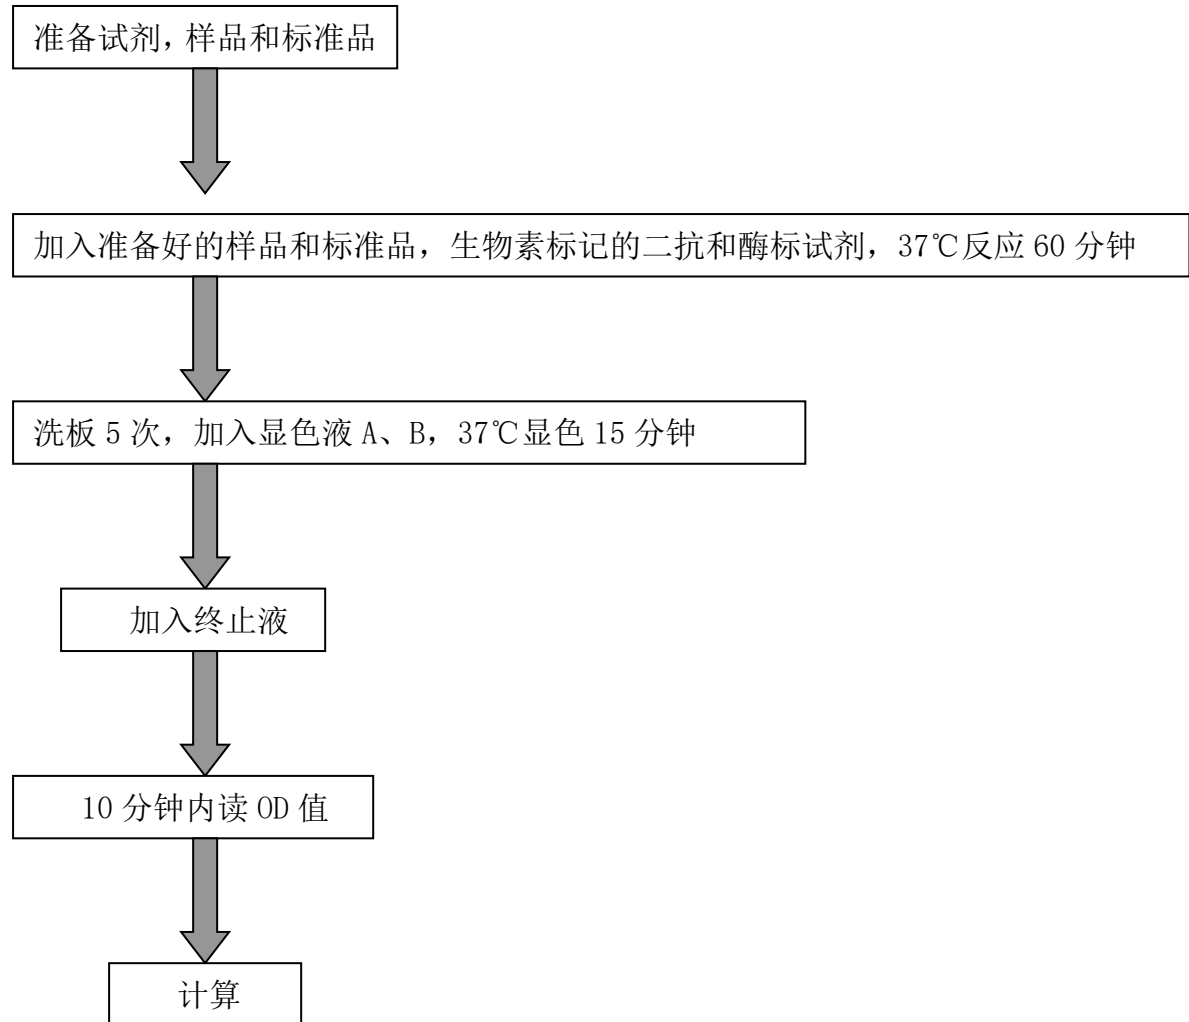 准备试剂，样品和标准品
加入准备好的样品和标准品，生物素标记的二抗和酶标试剂，37℃反应 60 分钟
洗板 5 次，加入显色液 A、B，37℃显色 15 分钟
加入终止液
10 分钟内读 OD 值
计算